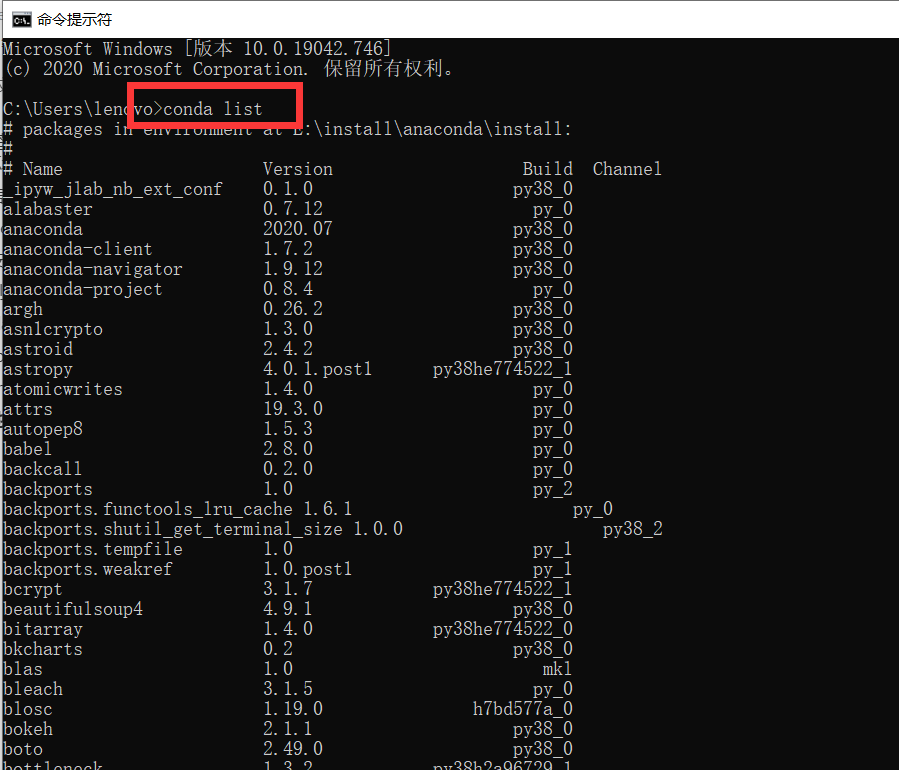 命令提示符
Microsoft Windows [版本 10.0.19042.746]
(c) 2020 Microsoft Corporation. 保留所有权利。
C:\Users\lenovo>conda list
# packages in environment at E:\install\anaconda\install:
#
# Name Version Build Channel
_ipyw_jlab_nb_ext_conf 0.1.0 py38_0
alabaster 0.7.12 py_0
anaconda 2020.07 py38_0
anaconda-client 1.7.2 py38_0
anaconda-navigator 1.9.12 py38_0
anaconda-project 0.8.4 py_0
argh 0.26.2 py38_0
asn1crypto 1.3.0 py38_0
astroid 2.4.2 py38_0
astropy 4.0.1.post1 py38he774522_1
atomicwrites 1.4.0 py_0
attrs 19.3.0 py_0
autopep8 1.5.3 py_0
babel 2.8.0 py_0
backcall 0.2.0 py_0
backports 1.0 py_2
backports.functools_lru_cache 1.6.1 py_0
backports.shutil_get_terminal_size 1.0.0 py38_2
backports.tempfile 1.0 py_1
backports.weakref 1.0.post1 py_1
bcrypt 3.1.7 py38he774522_1
beautifulsoup4 4.9.1 py38_0
bitarray 1.4.0 py38he774522_0
bkcharts 0.2 py38_0
blas 1.0 mkl
bleach 3.1.5 py_0
blosc 1.19.0 h7bd577a_0
bokeh 2.1.1 py38_0
boto 2.49.0 py38_0
bottleneck 1.3.2 py38h2a96729_1